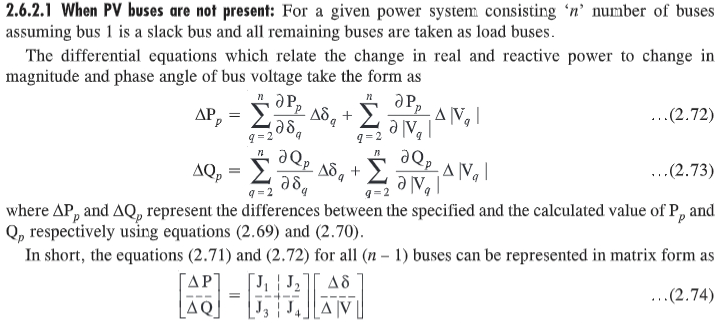 2.6.2.1 When PV buses are not present: For a given power system consisting ‘n’ number of buses
assuming bus 1 is a slack bus and all remaining buses are taken as load buses.
The differential equations which relate the change in real and reactive power to change in
magnitude and phase angle of bus voltage take the form as
ΔP_p = ∑_{q=2}^{n} ∂P_p/∂δ_q Δδ_q + ∑_{q=2}^{n} ∂P_p/∂|V_q| Δ|V_q| ...(2.72)
ΔQ_p = ∑_{q=2}^{n} ∂Q_p/∂δ_q Δδ_q + ∑_{q=2}^{n} ∂Q_p/∂|V_q| Δ|V_q| ...(2.73)
where ΔP_p and ΔQ_p represent the differences between the specified and the calculated value of P_p and
Q_p respectively using equations (2.69) and (2.70).
In short, the equations (2.71) and (2.72) for all (n – 1) buses can be represented in matrix form as
[ΔP / ΔQ] = [J_1 J_2 / J_3 J_4] [Δδ / Δ|V|] ...(2.74)